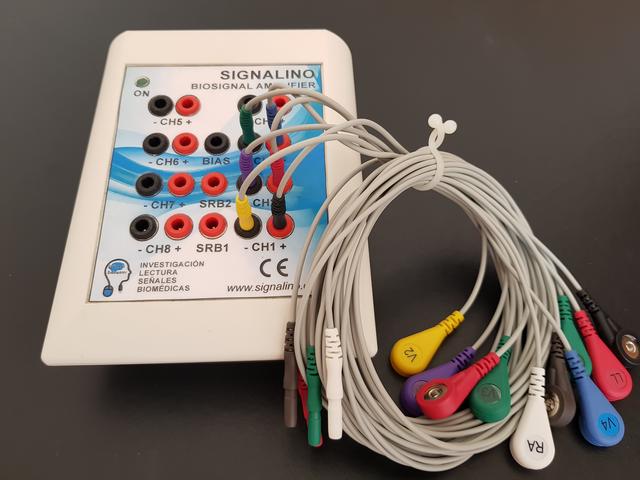 SIGNALINO
BIOSIGNAL AMPLIFIER
ON
- CH5 +
- CH6 +
BIAS
- CH7 +
SRB2
- CH8 +
SRB1
- CH1 +
INVESTIGACIÓN
LECTURA
SEÑALES
BIOMÉDICAS
CE
www.signalino.
V2
RA
V4
LL